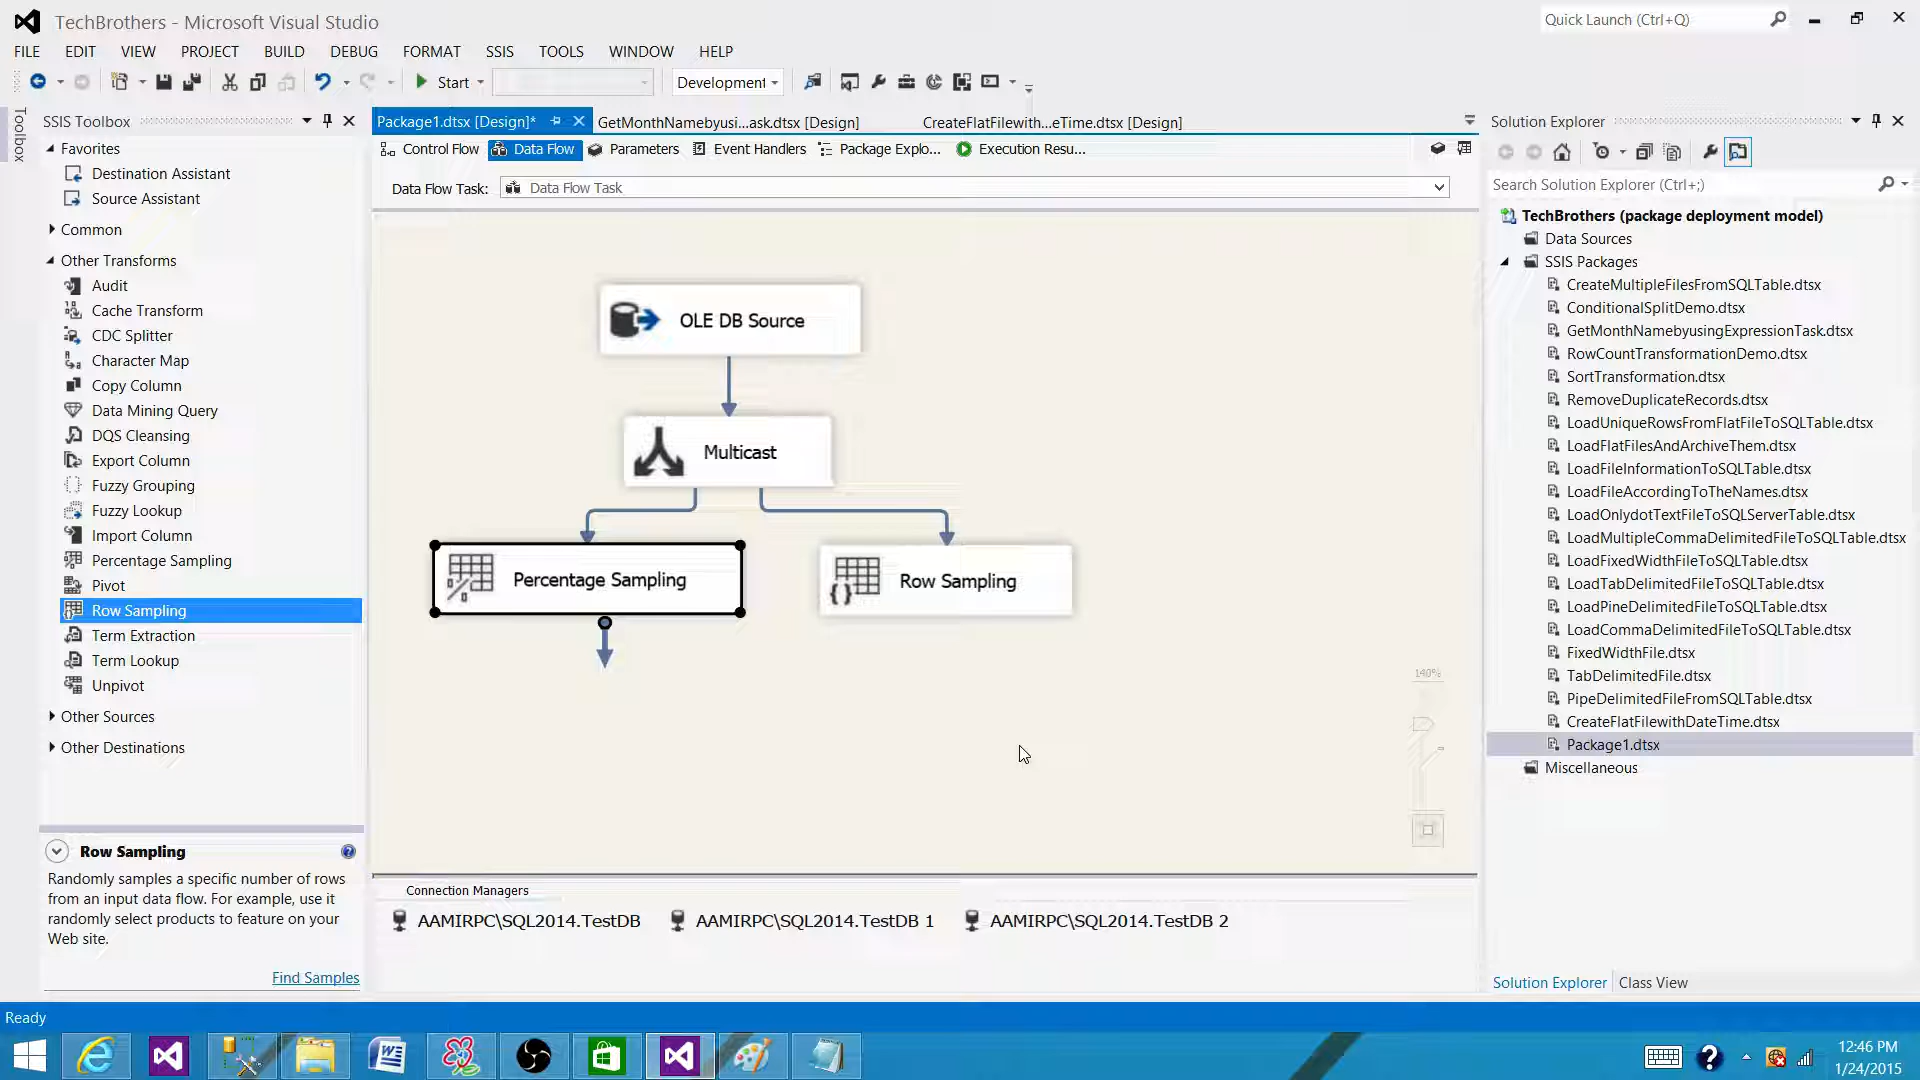 TechBrothers - Microsoft Visual Studio
Quick Launch (Ctrl+Q)
FILE EDIT VIEW PROJECT BUILD DEBUG FORMAT SSIS TOOLS WINDOW HELP
Start
Development
Toolbox
SSIS Toolbox
Favorites
Destination Assistant
Source Assistant
Common
Other Transforms
Audit
Cache Transform
CDC Splitter
Character Map
Copy Column
Data Mining Query
DQS Cleansing
Export Column
Fuzzy Grouping
Fuzzy Lookup
Import Column
Percentage Sampling
Pivot
Row Sampling
Term Extraction
Term Lookup
Unpivot
Other Sources
Other Destinations
Row Sampling
Randomly samples a specific number of rows
from an input data flow. For example, use it
randomly select products to feature on your
Web site.
Find Samples
Package1.dtsx [Design]* GetMonthNamebyusi...ask.dtsx [Design] CreateFlatFilewith...eTime.dtsx [Design]
Control Flow Data Flow Parameters Event Handlers Package Explo... Execution Resu...
Data Flow Task: Data Flow Task
OLE DB Source
Multicast
Percentage Sampling
Row Sampling
140%
Connection Managers
AAMIRPC\SQL2014.TestDB AAMIRPC\SQL2014.TestDB 1 AAMIRPC\SQL2014.TestDB 2
Solution Explorer
Search Solution Explorer (Ctrl+;)
TechBrothers (package deployment model)
Data Sources
SSIS Packages
CreateMultipleFilesFromSQLTable.dtsx
ConditionalSplitDemo.dtsx
GetMonthNamebyusingExpressionTask.dtsx
RowCountTransformationDemo.dtsx
SortTransformation.dtsx
RemoveDuplicateRecords.dtsx
LoadUniqueRowsFromFlatFileToSQLTable.dtsx
LoadFlatFilesAndArchiveThem.dtsx
LoadFileInformationToSQLTable.dtsx
LoadFileAccordingToTheNames.dtsx
LoadOnlydotTextFileToSQLServerTable.dtsx
LoadMultipleCommaDelimitedFileToSQLTable.dtsx
LoadFixedWidthFileToSQLTable.dtsx
LoadTabDelimitedFileToSQLTable.dtsx
LoadPineDelimitedFileToSQLTable.dtsx
LoadCommaDelimitedFileToSQLTable.dtsx
FixedWidthFile.dtsx
TabDelimitedFile.dtsx
PipeDelimitedFileFromSQLTable.dtsx
CreateFlatFilewithDateTime.dtsx
Package1.dtsx
Miscellaneous
Solution Explorer Class View
Ready
12:46 PM
1/24/2015